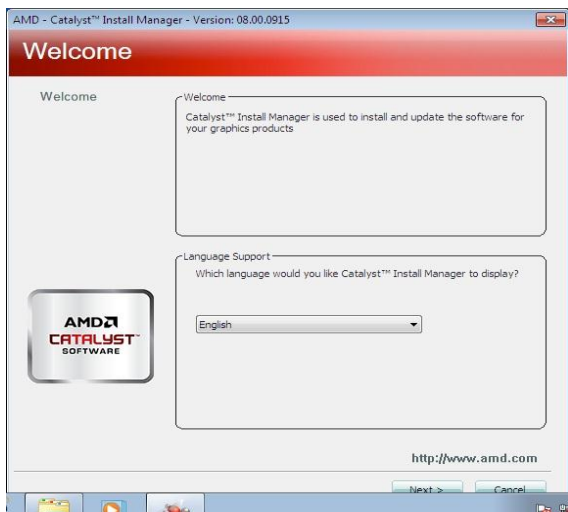 AMD - Catalyst™ Install Manager - Version: 08.00.0915
Welcome
Welcome
Welcome
Catalyst™ Install Manager is used to install and update the software for
your graphics products
Language Support
Which language would you like Catalyst™ Install Manager to display?
English
AMD
CATALYST™
SOFTWARE
http://www.amd.com
Next >
Cancel